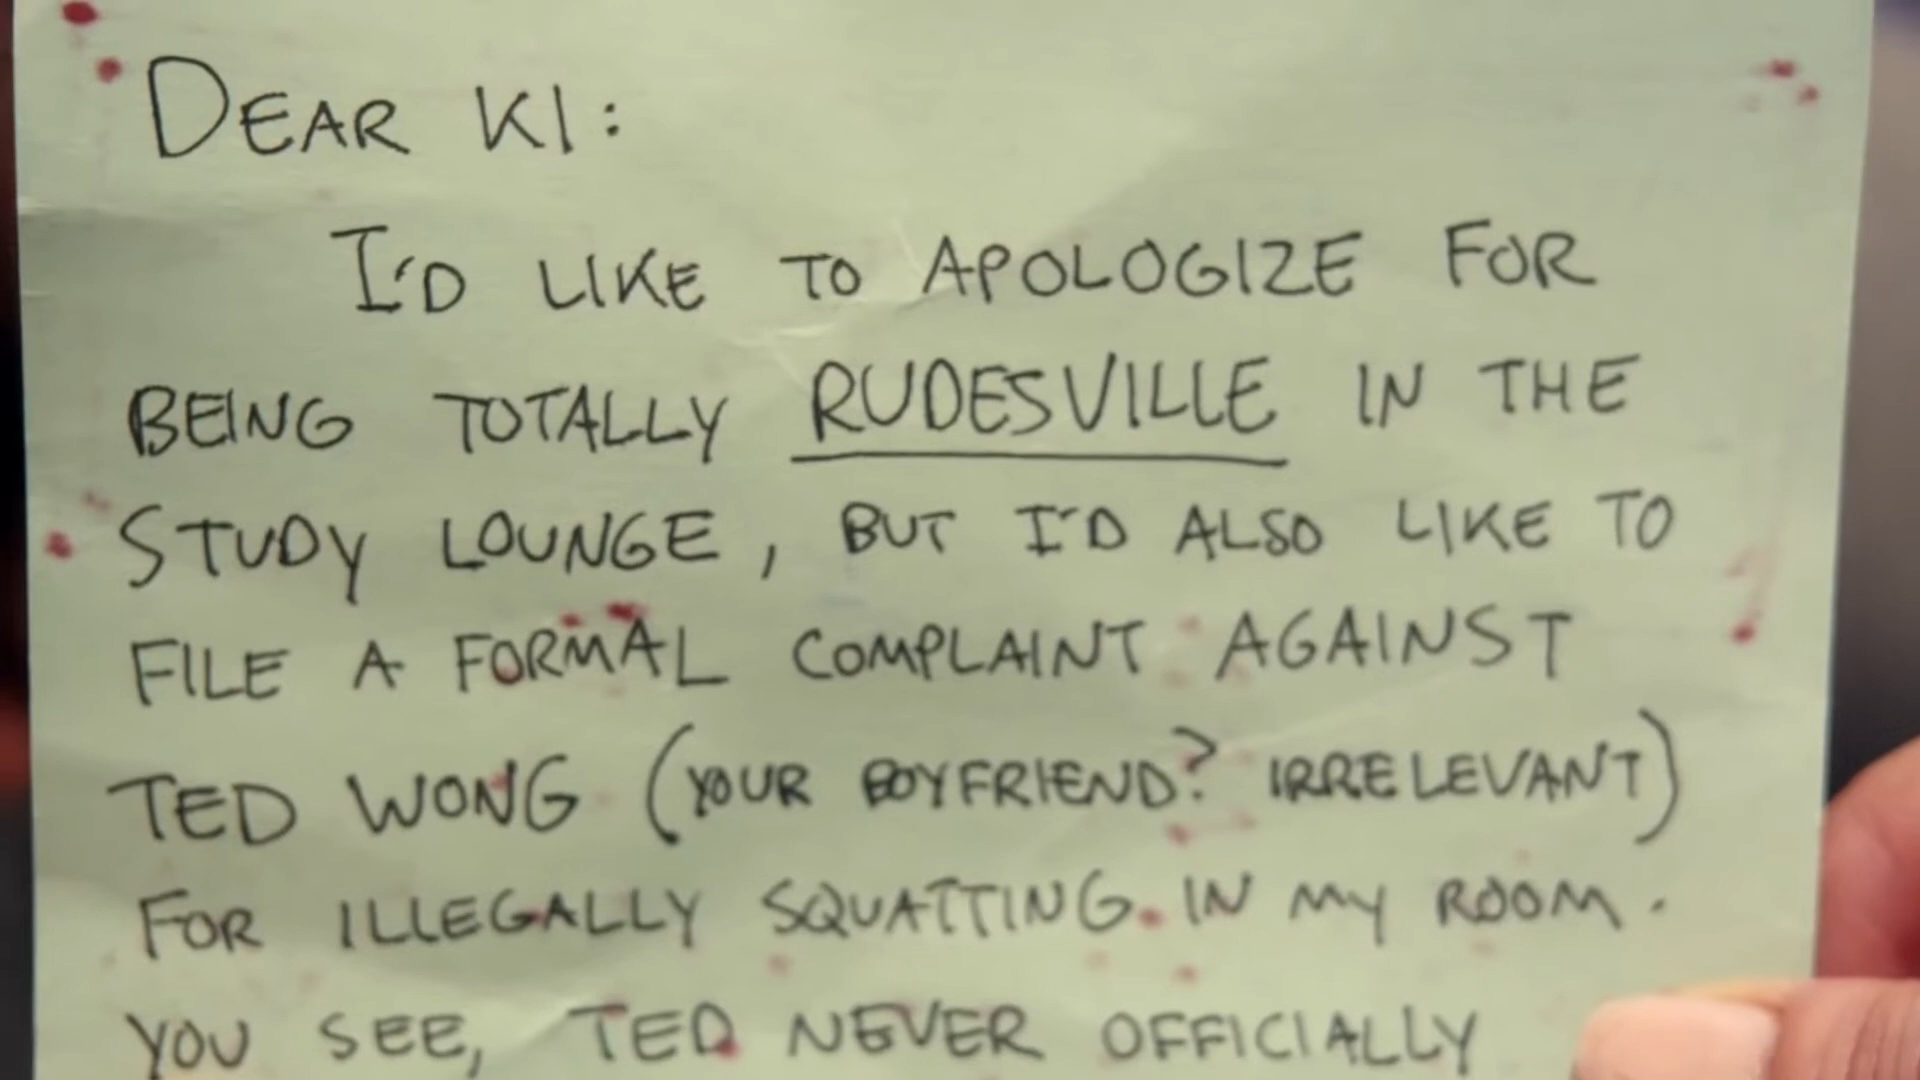 DEAR KI:
I'D LIKE TO APOLOGIZE FOR
BEING TOTALLY RUDESVILLE IN THE
STUDY LOUNGE, BUT I'D ALSO LIKE TO
FILE A FORMAL COMPLAINT AGAINST
TED WONG (YOUR BOYFRIEND? IRRELEVANT)
FOR ILLEGALLY SQUATTING IN MY ROOM.
YOU SEE, TED NEVER OFFICIALLY